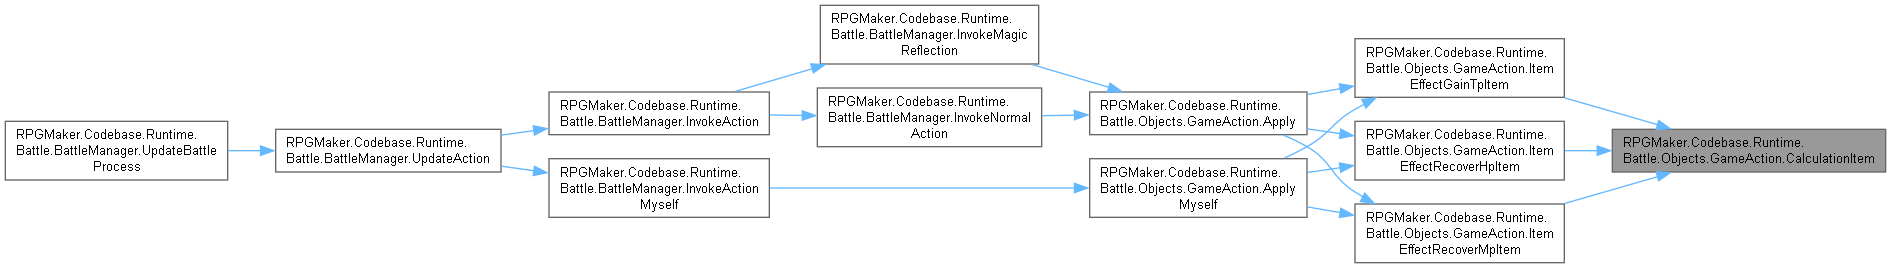 RPGMaker.Codebase.Runtime.
Battle.BattleManager.UpdateBattle
Process
RPGMaker.Codebase.Runtime.
Battle.BattleManager.UpdateAction
RPGMaker.Codebase.Runtime.
Battle.BattleManager.InvokeAction
RPGMaker.Codebase.Runtime.
Battle.BattleManager.InvokeAction
Myself
RPGMaker.Codebase.Runtime.
Battle.BattleManager.InvokeMagic
Reflection
RPGMaker.Codebase.Runtime.
Battle.BattleManager.InvokeNormal
Action
RPGMaker.Codebase.Runtime.
Battle.Objects.GameAction.Apply
RPGMaker.Codebase.Runtime.
Battle.Objects.GameAction.Apply
Myself
RPGMaker.Codebase.Runtime.
Battle.Objects.GameAction.Item
EffectGainTpItem
RPGMaker.Codebase.Runtime.
Battle.Objects.GameAction.Item
EffectRecoverHpItem
RPGMaker.Codebase.Runtime.
Battle.Objects.GameAction.Item
EffectRecoverMpItem
RPGMaker.Codebase.Runtime.
Battle.Objects.GameAction.CalculationItem